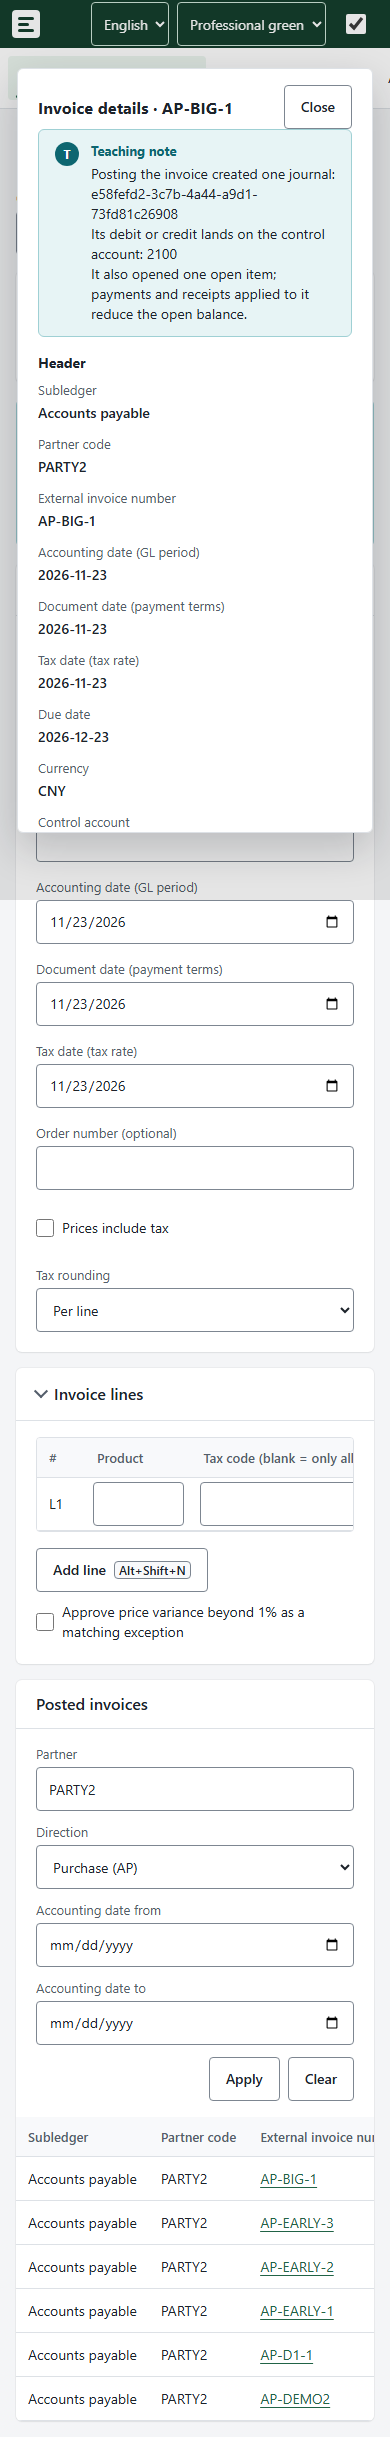 English
Professional green
Invoice details · AP-BIG-1
Close
T
Teaching note
Posting the invoice created one journal:
e58fefd2-3c7b-4a44-a9d1-
73fd81c26908
Its debit or credit lands on the control
account: 2100
It also opened one open item;
payments and receipts applied to it
reduce the open balance.
Header
Subledger
Accounts payable
Partner code
PARTY2
External invoice number
AP-BIG-1
Accounting date (GL period)
2026-11-23
Document date (payment terms)
2026-11-23
Tax date (tax rate)
2026-11-23
Due date
2026-12-23
Currency
CNY
Control account
Accounting date (GL period)
11/23/2026
Document date (payment terms)
11/23/2026
Tax date (tax rate)
11/23/2026
Order number (optional)
Prices include tax
Tax rounding
Per line
Invoice lines
# Product Tax code (blank = only all
L1
Add line Alt+Shift+N
Approve price variance beyond 1% as a
matching exception
Posted invoices
Partner
PARTY2
Direction
Purchase (AP)
Accounting date from
mm/dd/yyyy
Accounting date to
mm/dd/yyyy
Apply Clear
Subledger Partner code External invoice nu
Accounts payable PARTY2 AP-BIG-1
Accounts payable PARTY2 AP-EARLY-3
Accounts payable PARTY2 AP-EARLY-2
Accounts payable PARTY2 AP-EARLY-1
Accounts payable PARTY2 AP-D1-1
Accounts payable PARTY2 AP-DEMO2